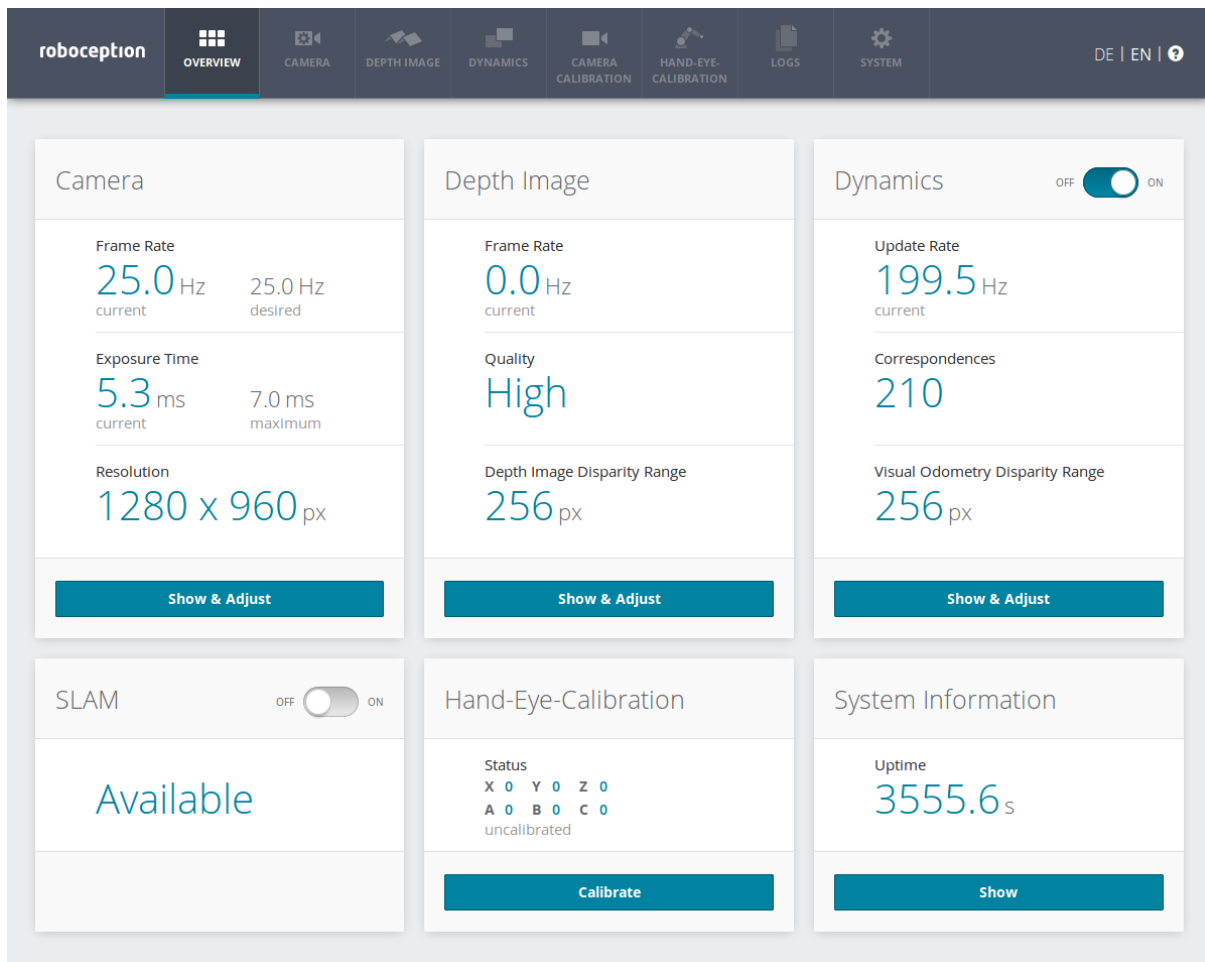 roboception
OVERVIEW
CAMERA
DEPTH IMAGE
DYNAMICS
CAMERA
CALIBRATION
HAND-EYE-
CALIBRATION
LOGS
SYSTEM
DE | EN | ?
Camera
Frame Rate
25.0 Hz 25.0 Hz
current desired
Exposure Time
5.3 ms 7.0 ms
current maximum
Resolution
1280 x 960 px
Show & Adjust
Depth Image
Frame Rate
0.0 Hz
current
Quality
High
Depth Image Disparity Range
256 px
Show & Adjust
Dynamics OFF ON
Update Rate
199.5 Hz
current
Correspondences
210
Visual Odometry Disparity Range
256 px
Show & Adjust
SLAM OFF ON
Available
Hand-Eye-Calibration
Status
X 0 Y 0 Z 0
A 0 B 0 C 0
uncalibrated
Calibrate
System Information
Uptime
3555.6 s
Show